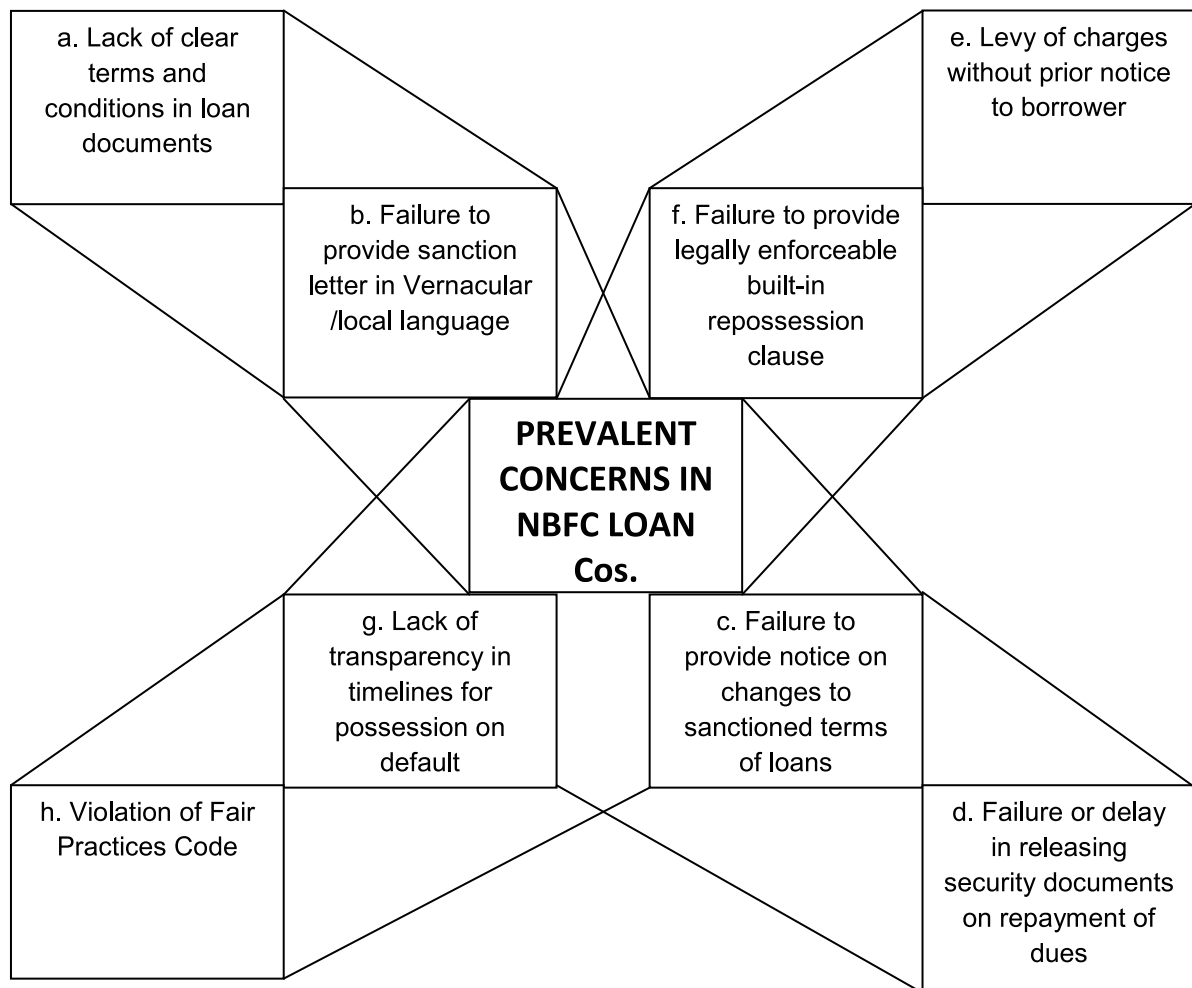 a. Lack of clear
terms and
conditions in loan
documents
e. Levy of charges
without prior notice
to borrower
b. Failure to
provide sanction
letter in Vernacular
/local language
f. Failure to provide
legally enforceable
built-in
repossession
clause
PREVALENT
CONCERNS IN
NBFC LOAN
Cos.
g. Lack of
transparency in
timelines for
possession on
default
c. Failure to
provide notice on
changes to
sanctioned terms
of loans
h. Violation of Fair
Practices Code
d. Failure or delay
in releasing
security documents
on repayment of
dues